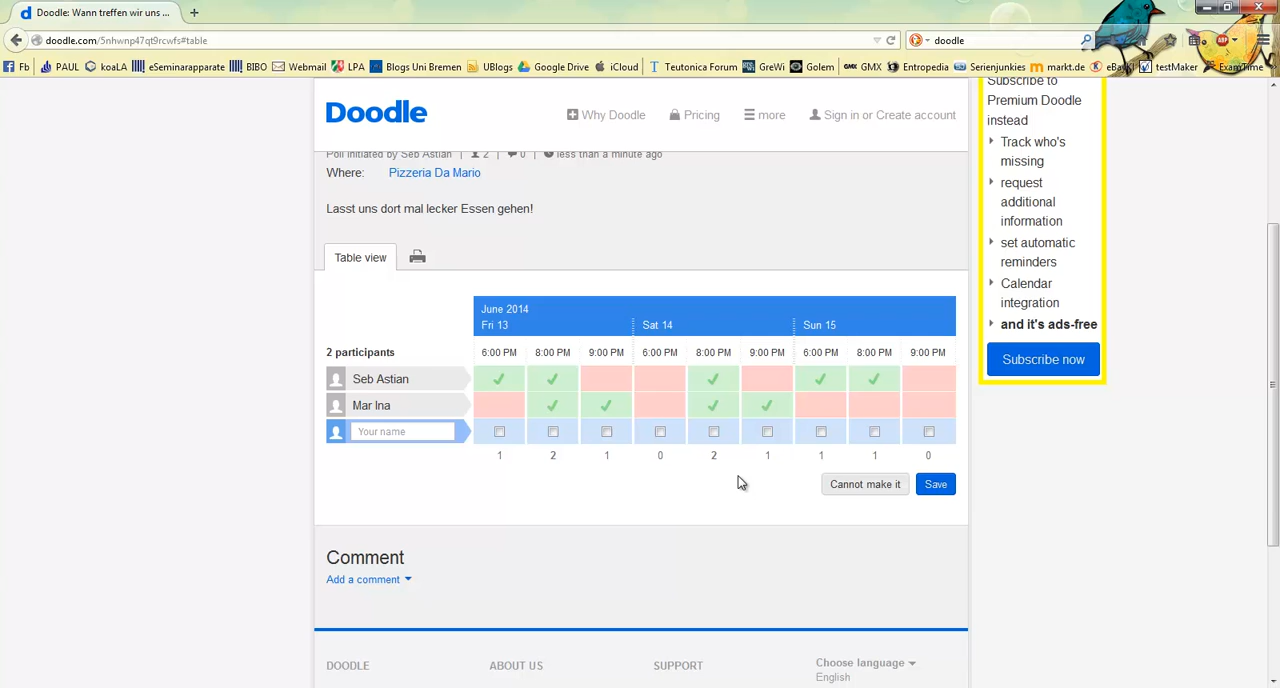 Doodle: Wann treffen wir uns ...
doodle.com/5nhwnp47qt9rcwfs#table
doodle
Fb PAUL koaLA eSeminarapparate BIBO Webmail LPA Blogs Uni UBlogs Google Drive iCloud Teutonica Forum GreWi Golem GMX Entropedia Serienjunkies markt.de eBayKl testMaker ExamTime
Doodle
Why Doodle Pricing more Sign in or Create account
Poll initiated by Seb Astian | 2 | 0 | less than a minute ago
Where: Pizzeria Da Mario
Lasst uns dort mal lecker Essen gehen!
Table view
June 2014
Fri 13 Sat 14 Sun 15
2 participants 6:00 PM 8:00 PM 9:00 PM 6:00 PM 8:00 PM 9:00 PM 6:00 PM 8:00 PM 9:00 PM
Seb Astian
Mar Ina
Your name
1 2 1 0 2 1 1 1 0
Cannot make it Save
Comment
Add a comment
DOODLE ABOUT US SUPPORT Choose language
English
Subscribe to
Premium Doodle
instead
Track who's
missing
request
additional
information
set automatic
reminders
Calendar
integration
and it's ads-free
Subscribe now